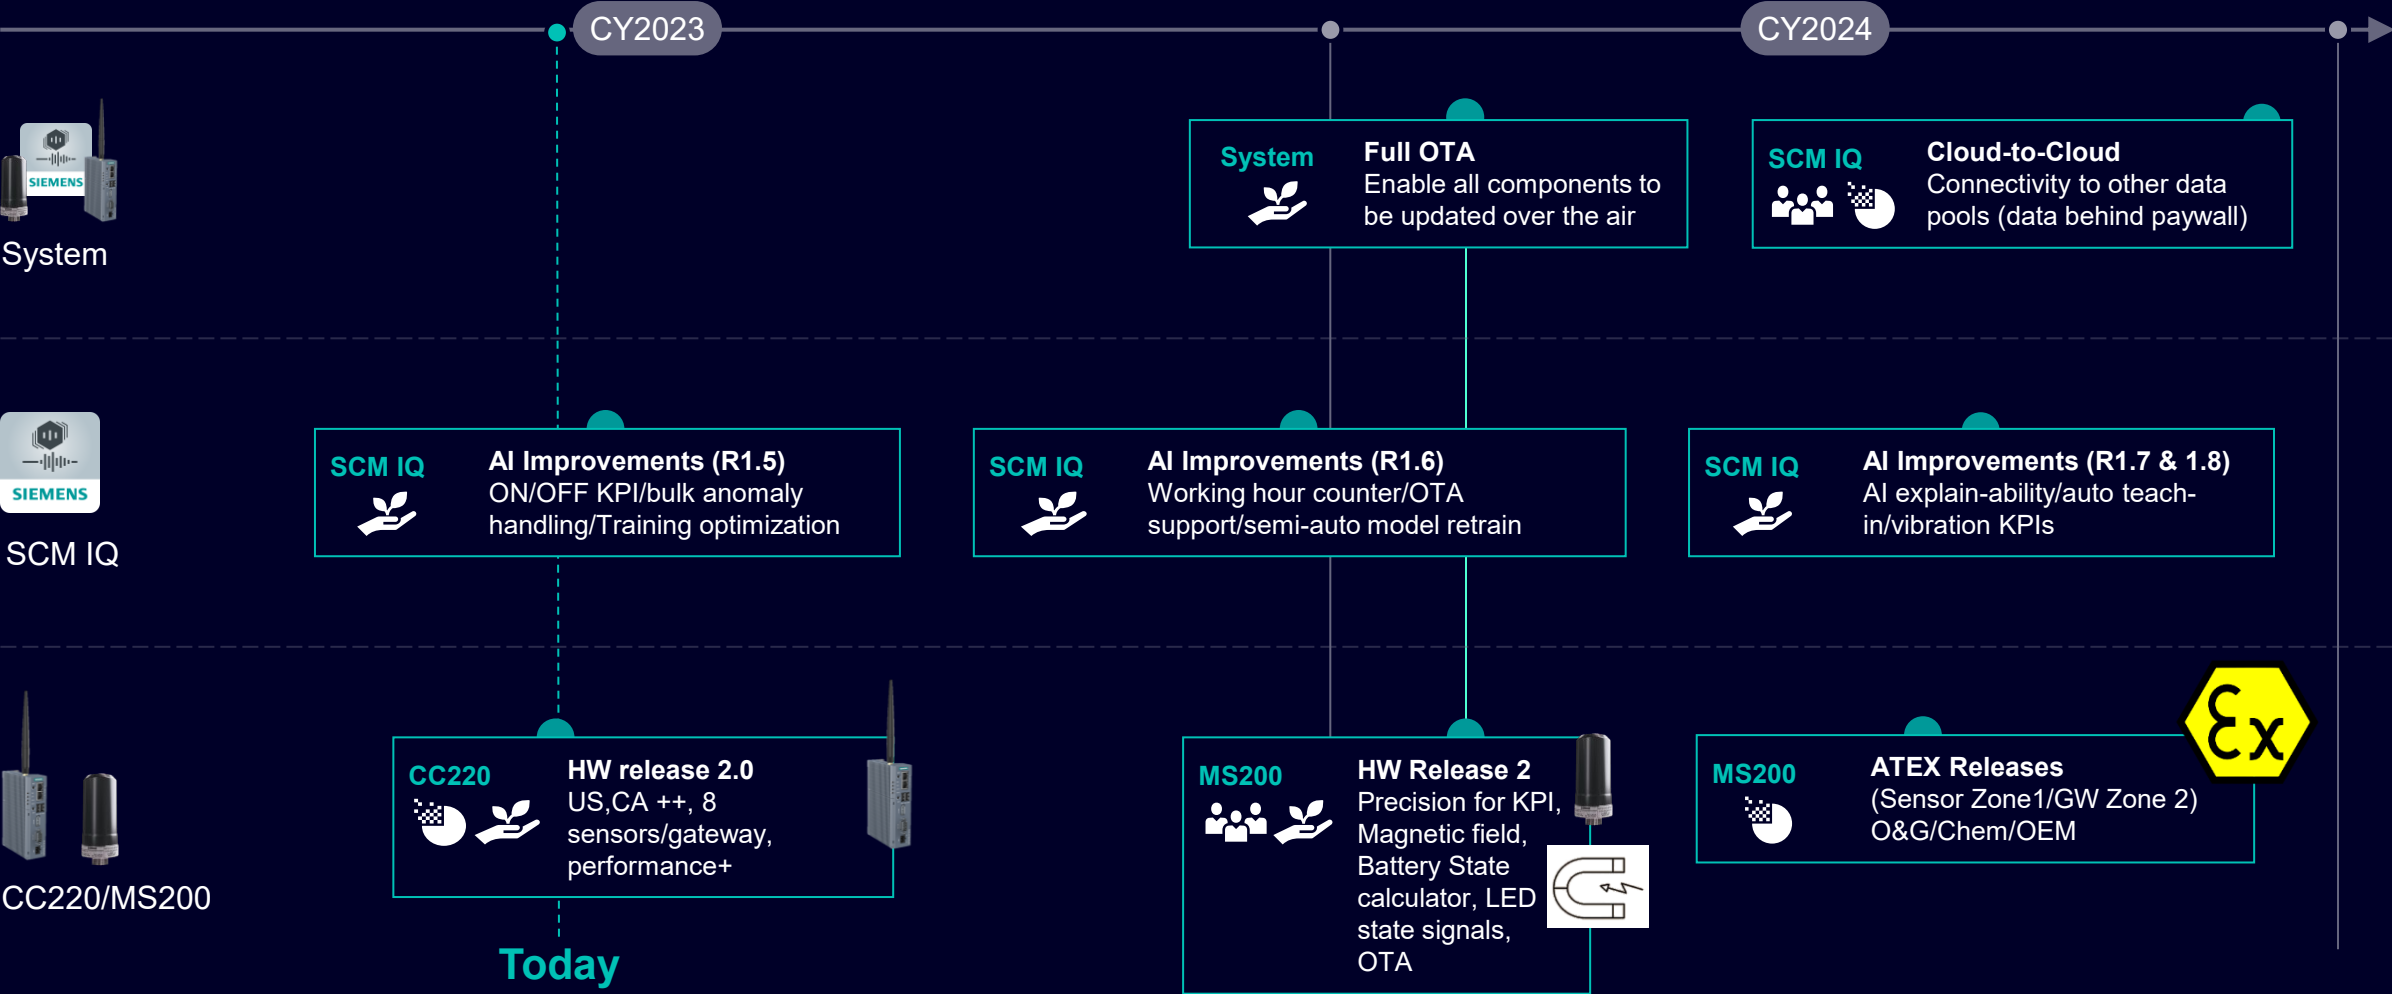 CY2023
CY2024
SIEMENS
System
System
Full OTA
Enable all components to
be updated over the air
SCM IQ
Cloud-to-Cloud
Connectivity to other data
pools (data behind paywall)
SIEMENS
SCM IQ
SCM IQ
AI Improvements (R1.5)
ON/OFF KPI/bulk anomaly
handling/Training optimization
SCM IQ
AI Improvements (R1.6)
Working hour counter/OTA
support/semi-auto model retrain
SCM IQ
AI Improvements (R1.7 & 1.8)
AI explain-ability/auto teach-
in/vibration KPIs
CC220/MS200
CC220
HW release 2.0
US,CA ++, 8
sensors/gateway,
performance+
MS200
HW Release 2
Precision for KPI,
Magnetic field,
Battery State
calculator, LED
state signals,
OTA
MS200
ATEX Releases
(Sensor Zone1/GW Zone 2)
O&G/Chem/OEM
Ex
Today